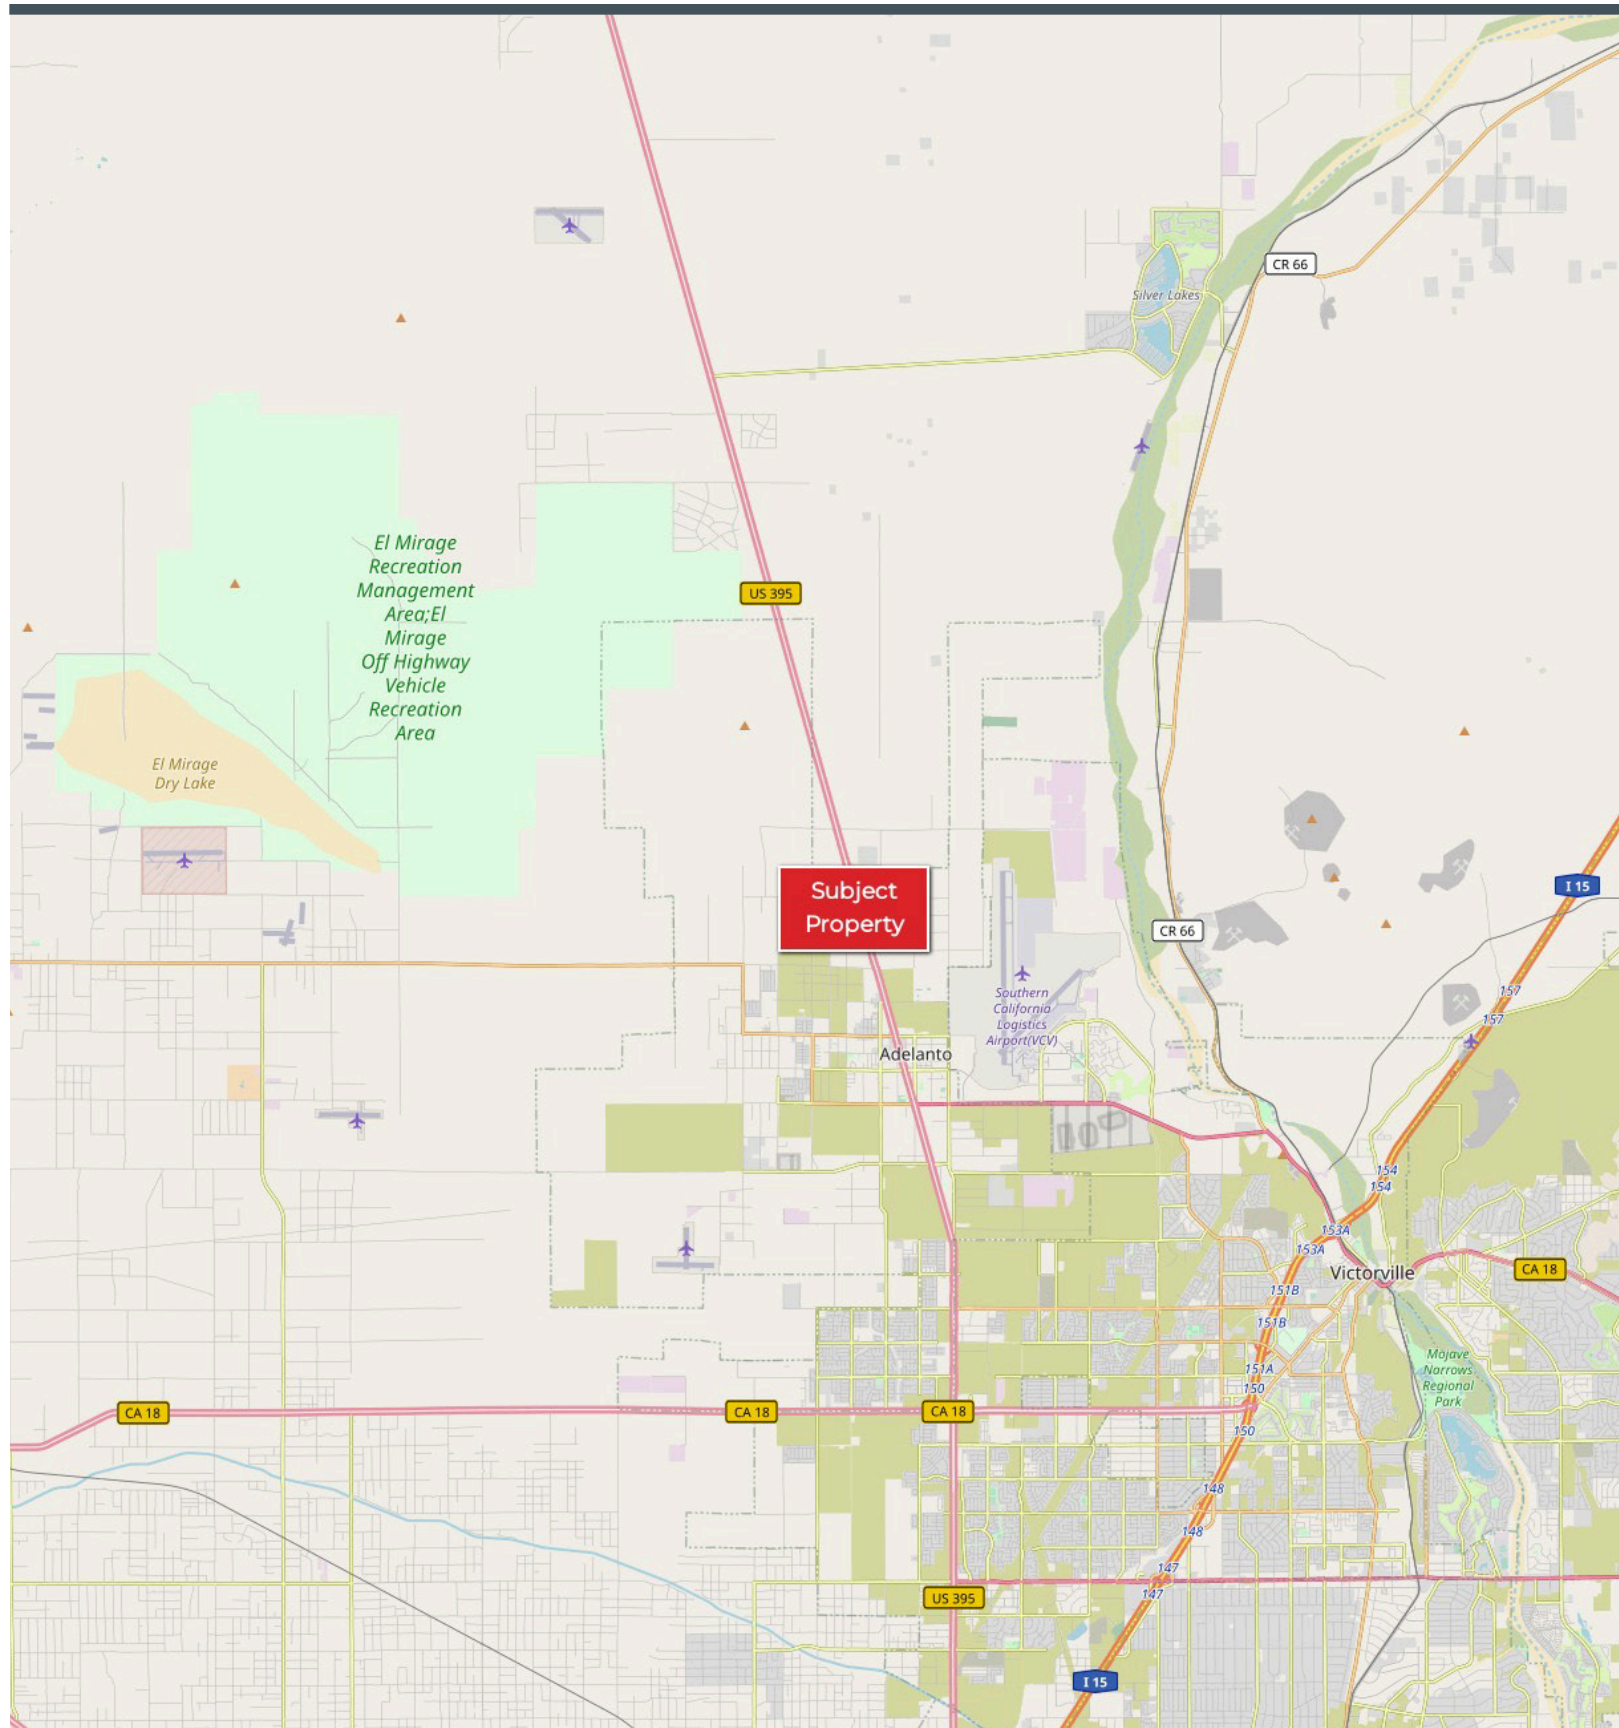 CR 66
Silver Lakes
El Mirage
Recreation
Management
Area;El
Mirage
Off Highway
Vehicle
Recreation
Area
US 395
El Mirage
Dry Lake
Subject
Property
I 15
CR 66
Southern
California
Logistics
Airport(VCV)
157
157
Adelanto
154
154
153A
153A
Victorville
CA 18
151B
151B
151A
150
Mojave
Narrows
Regional
Park
CA 18
CA 18
CA 18
150
148
148
147
147
US 395
I 15